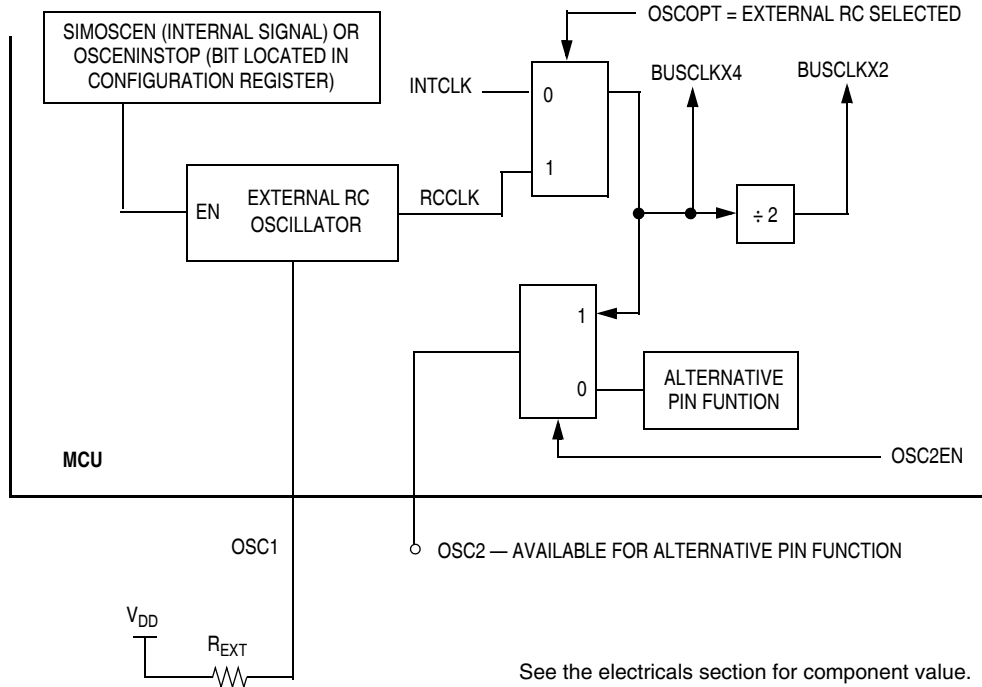 OSCOPT = EXTERNAL RC SELECTED
SIMOSCEN (INTERNAL SIGNAL) OR
OSCENINSTOP (BIT LOCATED IN
CONFIGURATION REGISTER)
BUSCLKX4
BUSCLKX2
INTCLK
0
1
EN
EXTERNAL RC
OSCILLATOR
RCCLK
÷ 2
1
0
ALTERNATIVE
PIN FUNTION
MCU
OSC2EN
OSC1
OSC2 — AVAILABLE FOR ALTERNATIVE PIN FUNCTION
VDD
REXT
See the electricals section for component value.